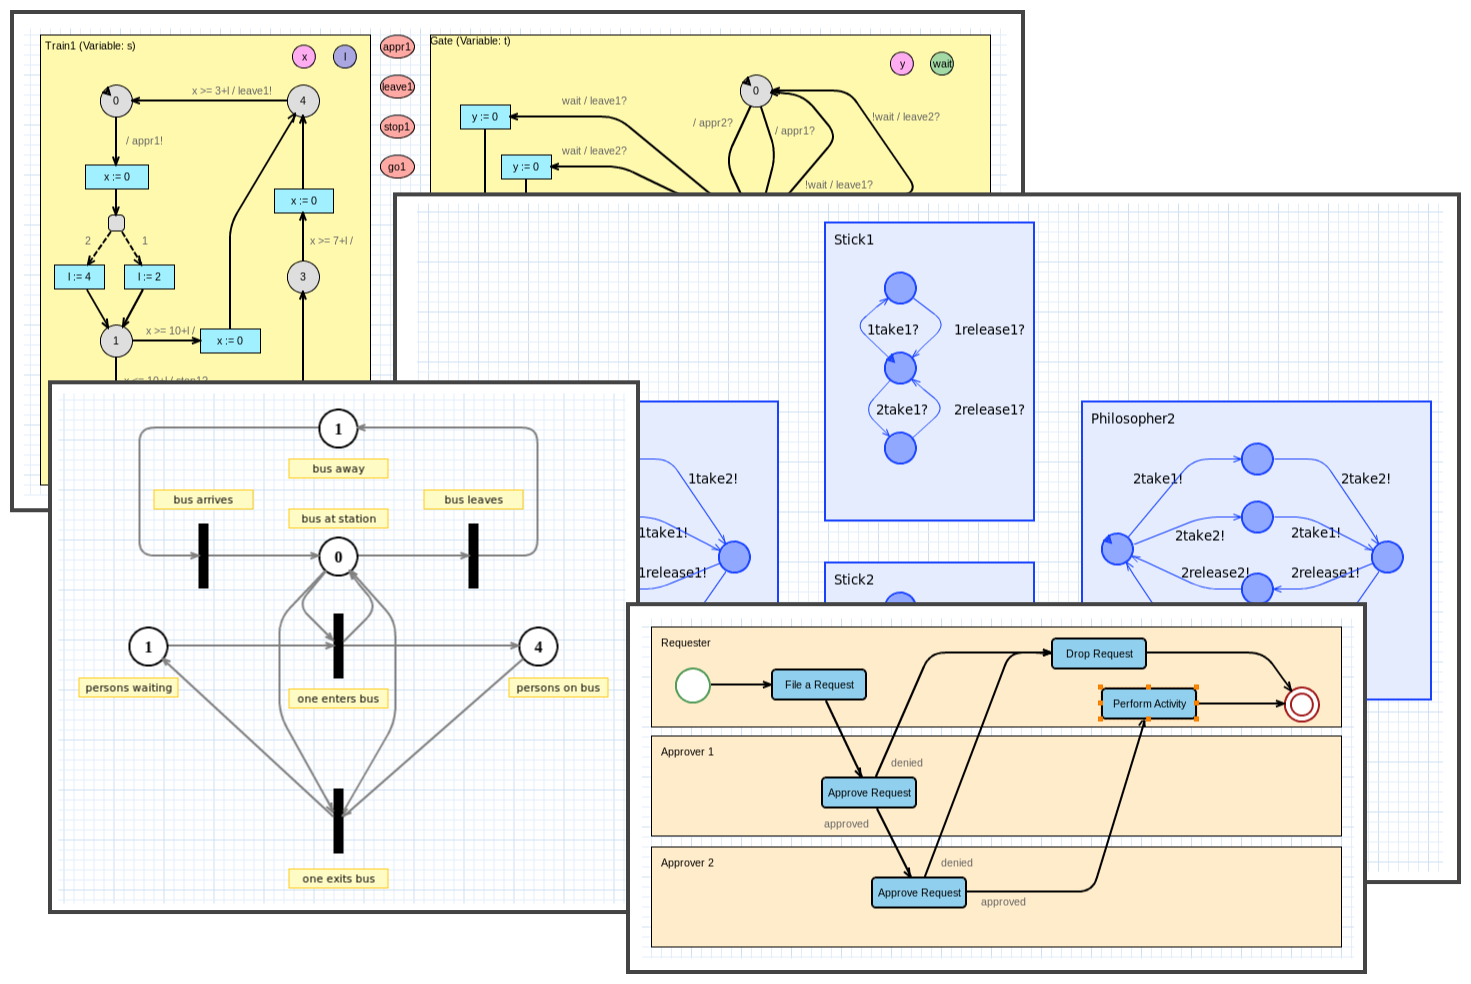 Train1 (Variable: s)
x
l
0
x >= 3+l / leave1!
4
/ appr1!
x := 0
2
1
l := 4
l := 2
x := 0
x >= 7+l /
3
1
x >= 10+l /
x := 0
appr1
leave1
stop1
go1
Gate (Variable: t)
y
wait
0
wait / leave1?
y := 0
/ appr2?
/ appr1?
!wait / leave2?
wait / leave2?
y := 0
!wait / leave1?
Stick1
1take1?
1release1?
2take1?
2release1?
1take2!
1take1!
1release1!
Stick2
Philosopher2
2take1!
2take2!
2take2!
2take1!
2release2!
2release1!
1
bus away
bus arrives
bus leaves
bus at station
0
1
4
persons waiting
one enters bus
persons on bus
one exits bus
Requester
File a Request
Drop Request
Perform Activity
Approver 1
denied
Approve Request
approved
Approver 2
denied
Approve Request
approved